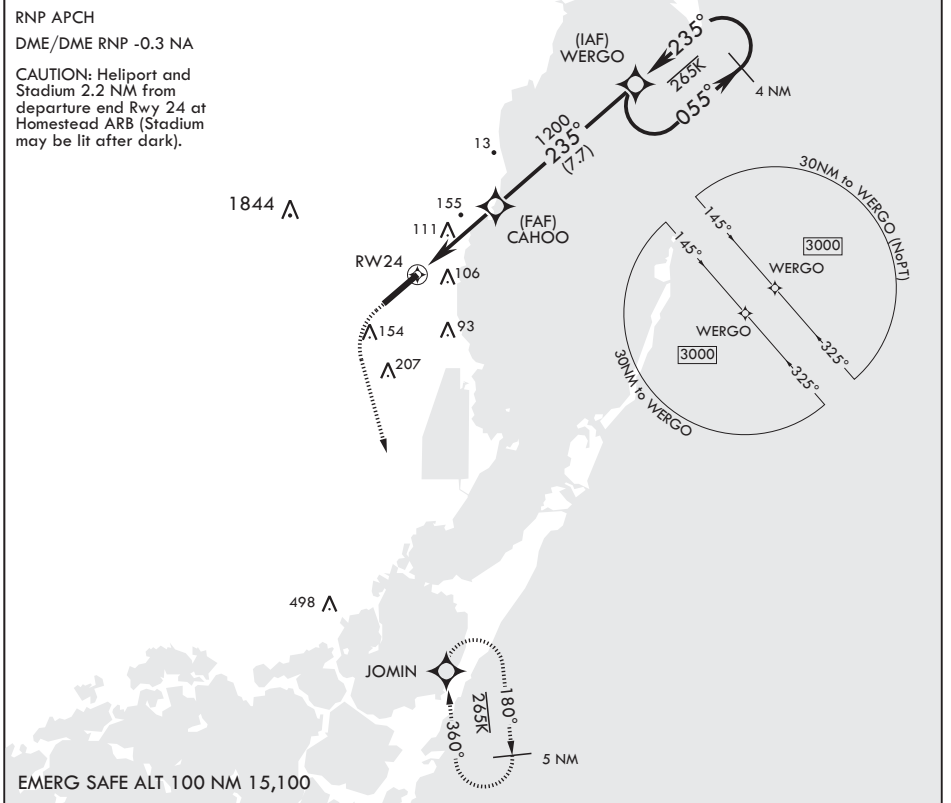 RNP APCH
DME/DME RNP -0.3 NA
CAUTION: Heliport and
Stadium 2.2 NM from
departure end Rwy 24 at
Homestead ARB (Stadium
may be lit after dark).
(IAF)
WERGO
235°
265K
055°
4 NM
1200
235°
(7.7)
13
1844
155
111
(FAF)
CAHOO
RW24
106
154
93
207
30NM to WERGO (NoPT)
145°
3000
WERGO
325°
145°
WERGO
3000
325°
30NM to WERGO
498
JOMIN
265K
180°
360°
5 NM
EMERG SAFE ALT 100 NM 15,100